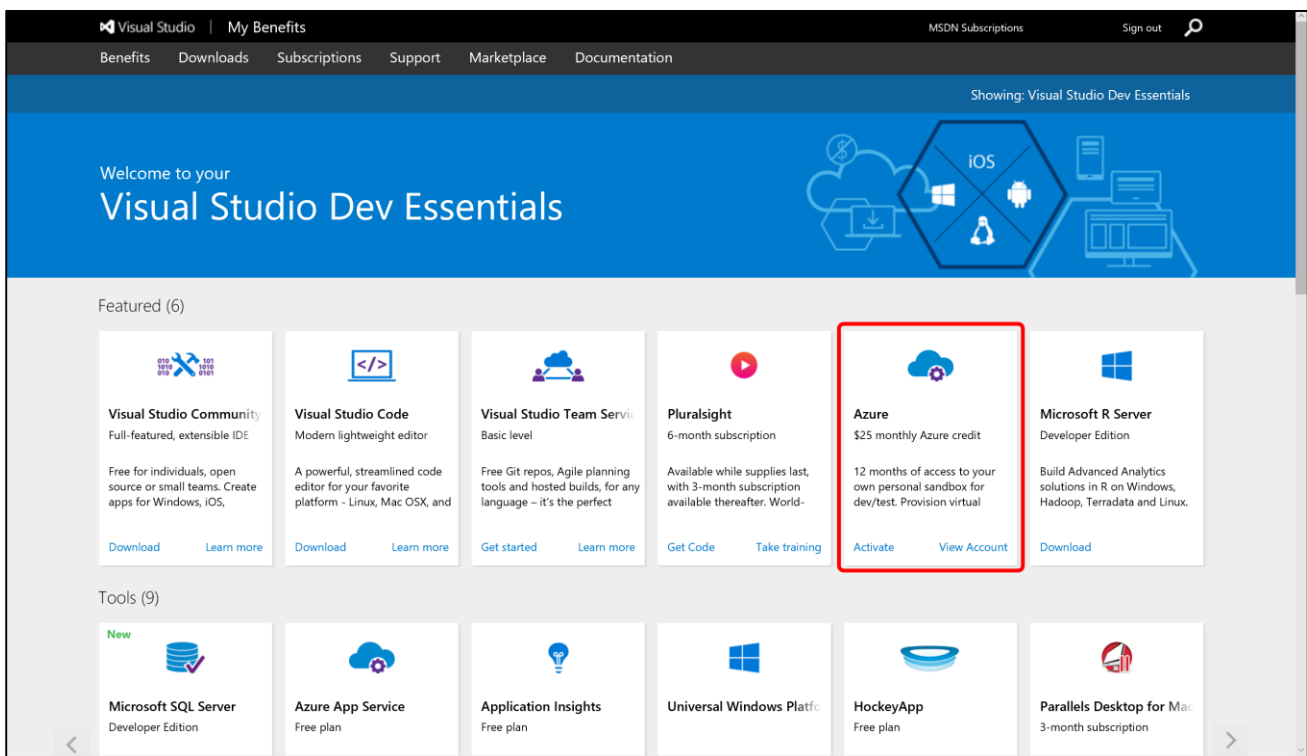 Visual Studio | My Benefits MSDN Subscriptions Sign out
Benefits Downloads Subscriptions Support Marketplace Documentation
Showing: Visual Studio Dev Essentials
Welcome to your
Visual Studio Dev Essentials
iOS
Featured (6)
Visual Studio Community
Full-featured, extensible IDE
Free for individuals, open
source or small teams. Create
apps for Windows, iOS,
Download Learn more
Visual Studio Code
Modern lightweight editor
A powerful, streamlined code
editor for your favorite
platform - Linux, Mac OSX, and
Download Learn more
Visual Studio Team Servic
Basic level
Free Git repos, Agile planning
tools and hosted builds, for any
language – it's the perfect
Get started Learn more
Pluralsight
6-month subscription
Available while supplies last,
with 3-month subscription
available thereafter. World-
Get Code Take training
Azure
$25 monthly Azure credit
12 months of access to your
own personal sandbox for
dev/test. Provision virtual
Activate View Account
Microsoft R Server
Developer Edition
Build Advanced Analytics
solutions in R on Windows,
Hadoop, Terradata and Linux.
Download
Tools (9)
New
Microsoft SQL Server
Developer Edition
Azure App Service
Free plan
Application Insights
Free plan
Universal Windows Platfo
HockeyApp
Free plan
Parallels Desktop for Mac
3-month subscription